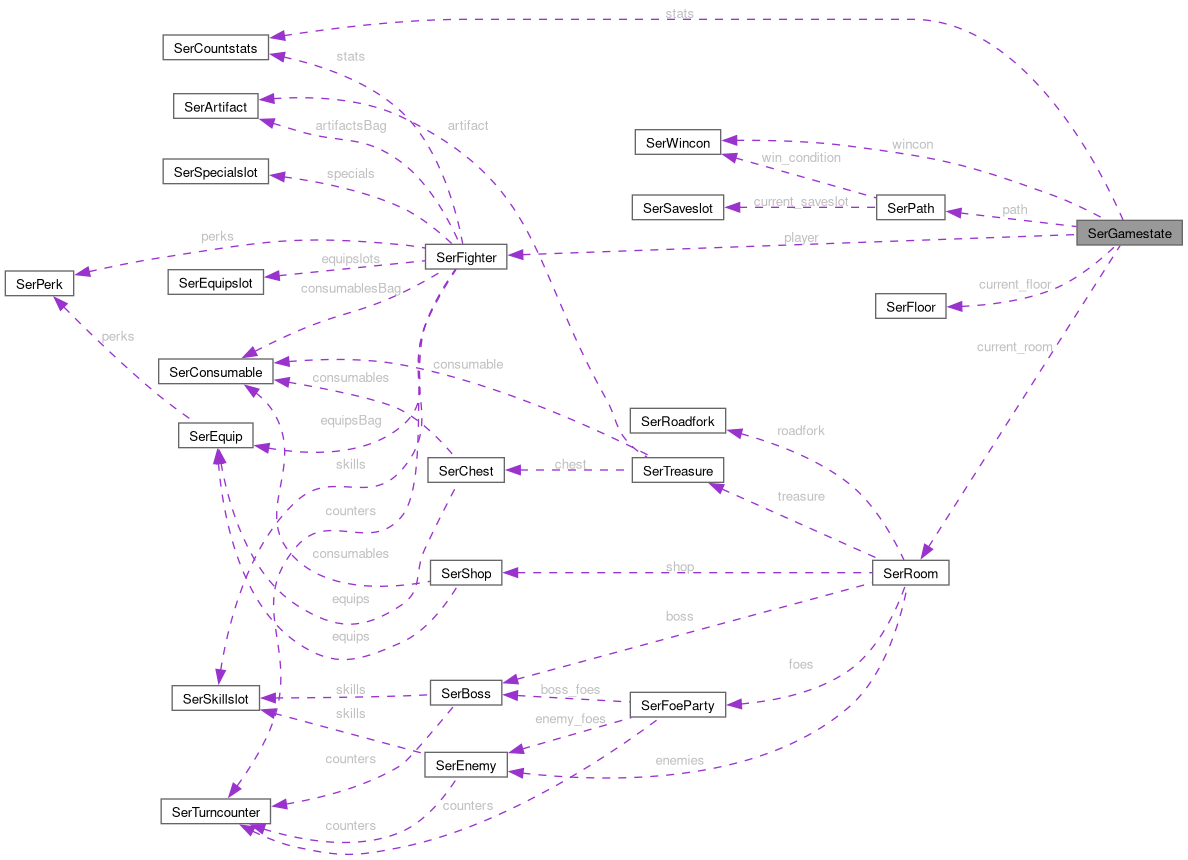 stats
SerCountstats
stats
SerArtifact
artifactsBag
artifact
SerWincon
wincon
win_condition
SerSpecialslot
specials
SerSaveslot
current_saveslot
SerPath
path
SerGamestate
perks
SerFighter
player
equipslots
SerPerk
SerEquipslot
consumablesBag
current_floor
SerFloor
perks
current_room
SerConsumable
consumables
consumable
equipsBag
SerRoadfork
roadfork
SerEquip
skills
SerChest
chest
SerTreasure
treasure
counters
consumables
SerShop
shop
SerRoom
equips
boss
equips
foes
SerSkillslot
skills
SerBoss
boss_foes
SerFoeParty
skills
enemy_foes
counters
SerEnemy
enemies
SerTurncounter
counters
counters